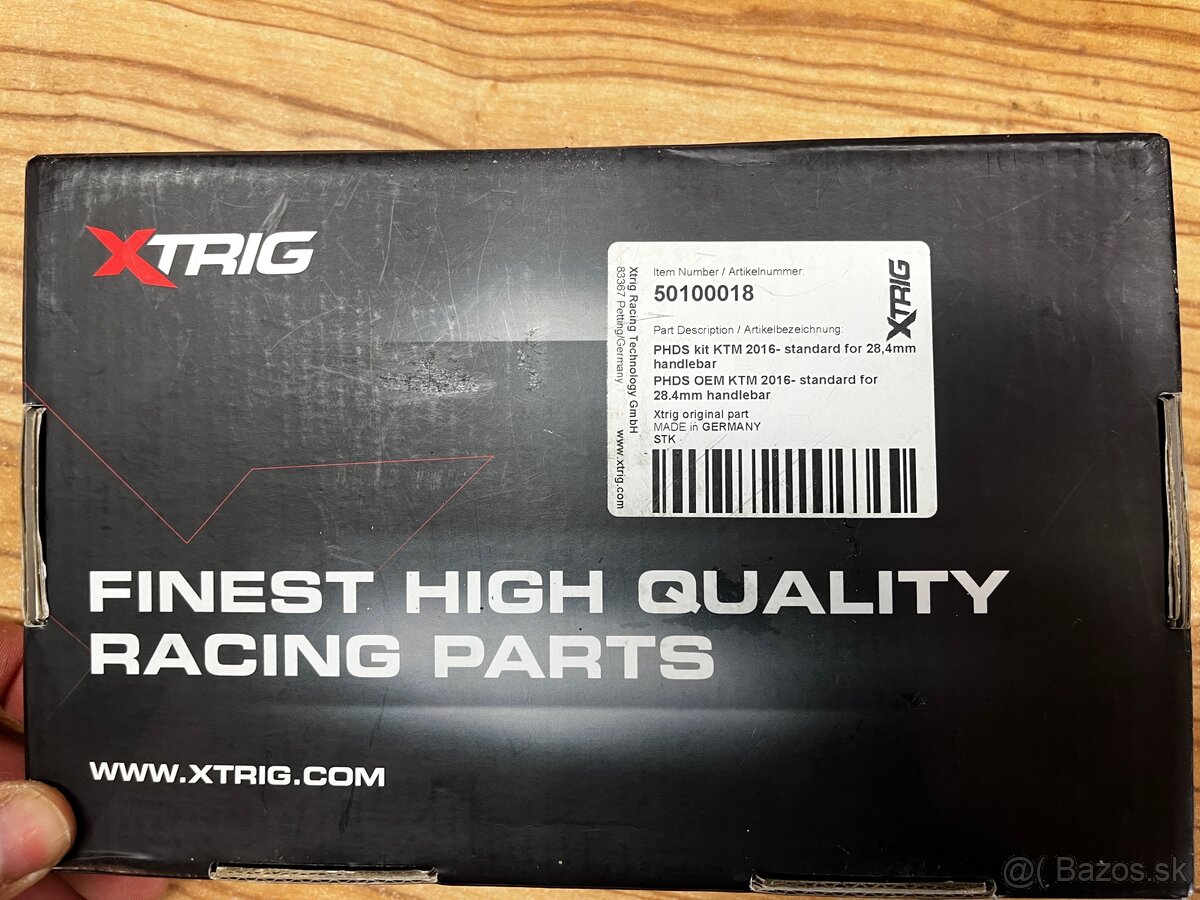 XTRIG
Item Number / Artikelnummer:
50100018
XTRIG
Part Description / Artikelbezeichnung:
PHDS kit KTM 2016- standard for 28,4mm
handlebar
PHDS OEM KTM 2016- standard for
28.4mm handlebar
Xtrig original part
MADE in GERMANY
STK
Xtrig Racing Technology GmbH
83367 Petting/Germany
www.xtrig.com
FINEST HIGH QUALITY
RACING PARTS
WWW.XTRIG.COM
@( Bazos.sk